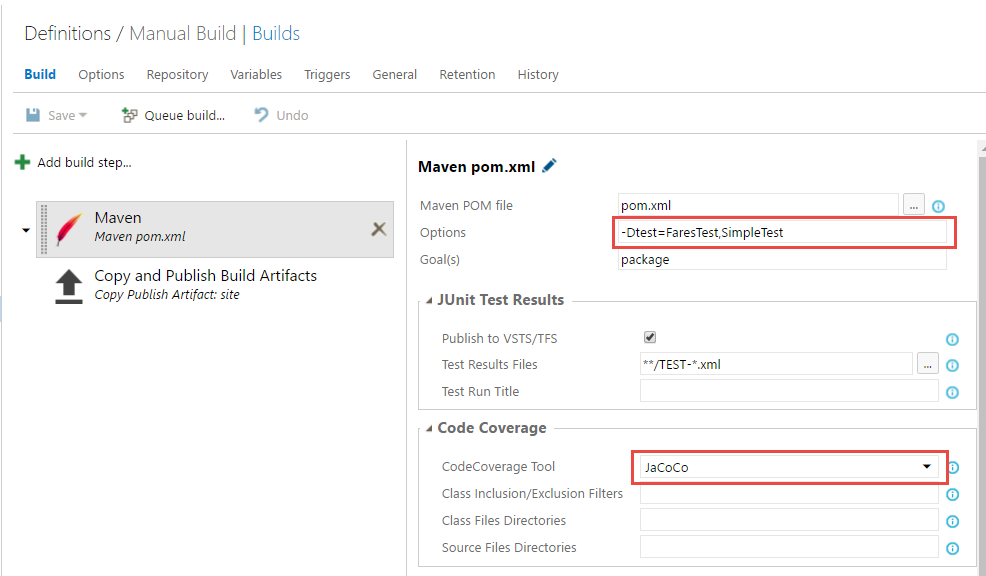 Definitions / Manual Build | Builds
Build Options Repository Variables Triggers General Retention History
Save Queue build... Undo
Add build step...
Maven
Maven pom.xml
Copy and Publish Build Artifacts
Copy Publish Artifact: site
Maven pom.xml
Maven POM file pom.xml ...
Options -Dtest=FaresTest,SimpleTest
Goal(s) package
JUnit Test Results
Publish to VSTS/TFS
Test Results Files **/TEST-*.xml ...
Test Run Title
Code Coverage
CodeCoverage Tool JaCoCo
Class Inclusion/Exclusion Filters
Class Files Directories
Source Files Directories